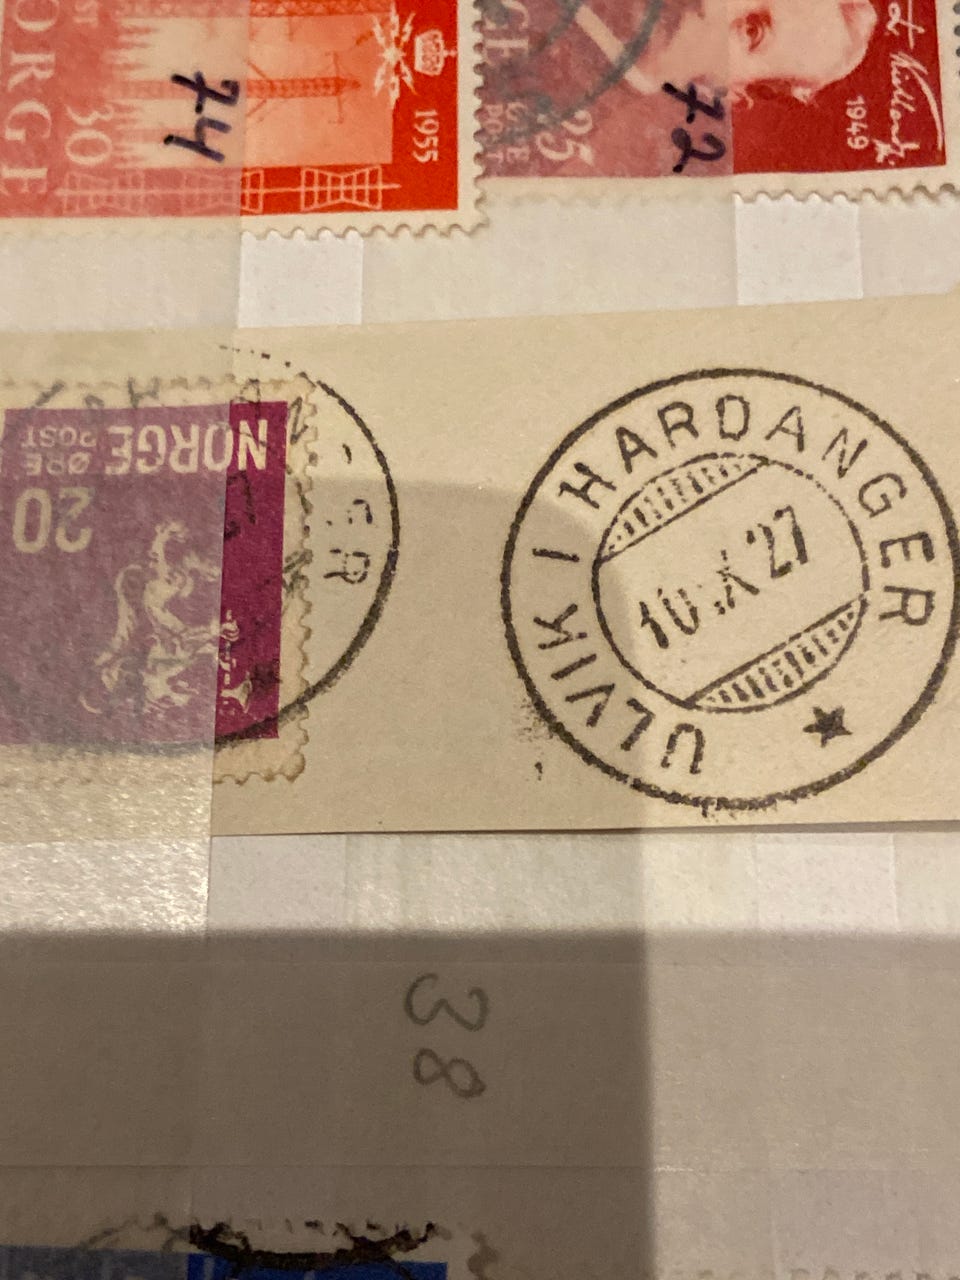 NORGE
30
74
1955
25
72
1949
NORGE
POST
ØRE
20
ULVIK I HARDANGER
10.X.27
38